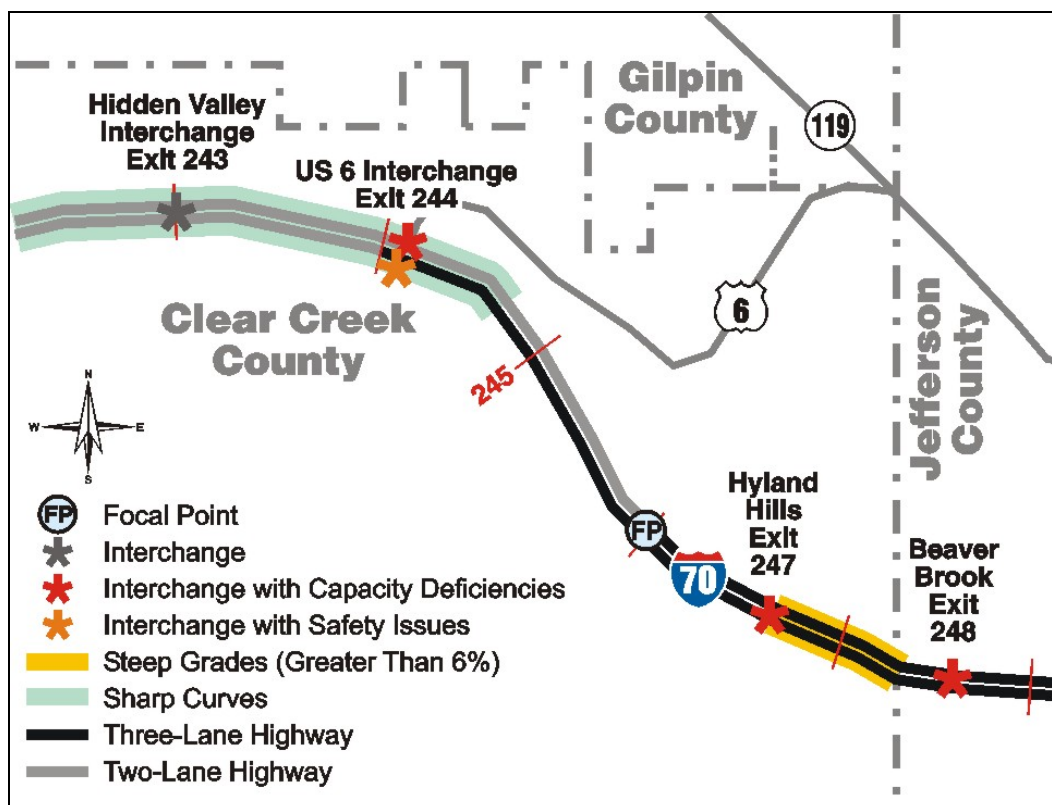 Hidden Valley
Interchange
Exit 243
US 6 Interchange
Exit 244
Gilpin
County
119
6
Clear Creek
County
245
Jefferson
County
N
W
E
S
FP
70
Hyland
Hills
Exit
247
Beaver
Brook
Exit
248
FP Focal Point
Interchange
Interchange with Capacity Deficiencies
Interchange with Safety Issues
Steep Grades (Greater Than 6%)
Sharp Curves
Three-Lane Highway
Two-Lane Highway